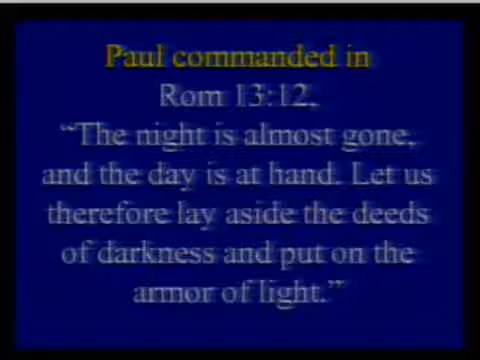 Paul commanded in
Rom 13:12,
“The night is almost gone,
and the day is at hand. Let us
therefore lay aside the deeds
of darkness and put on the
armor of light.”